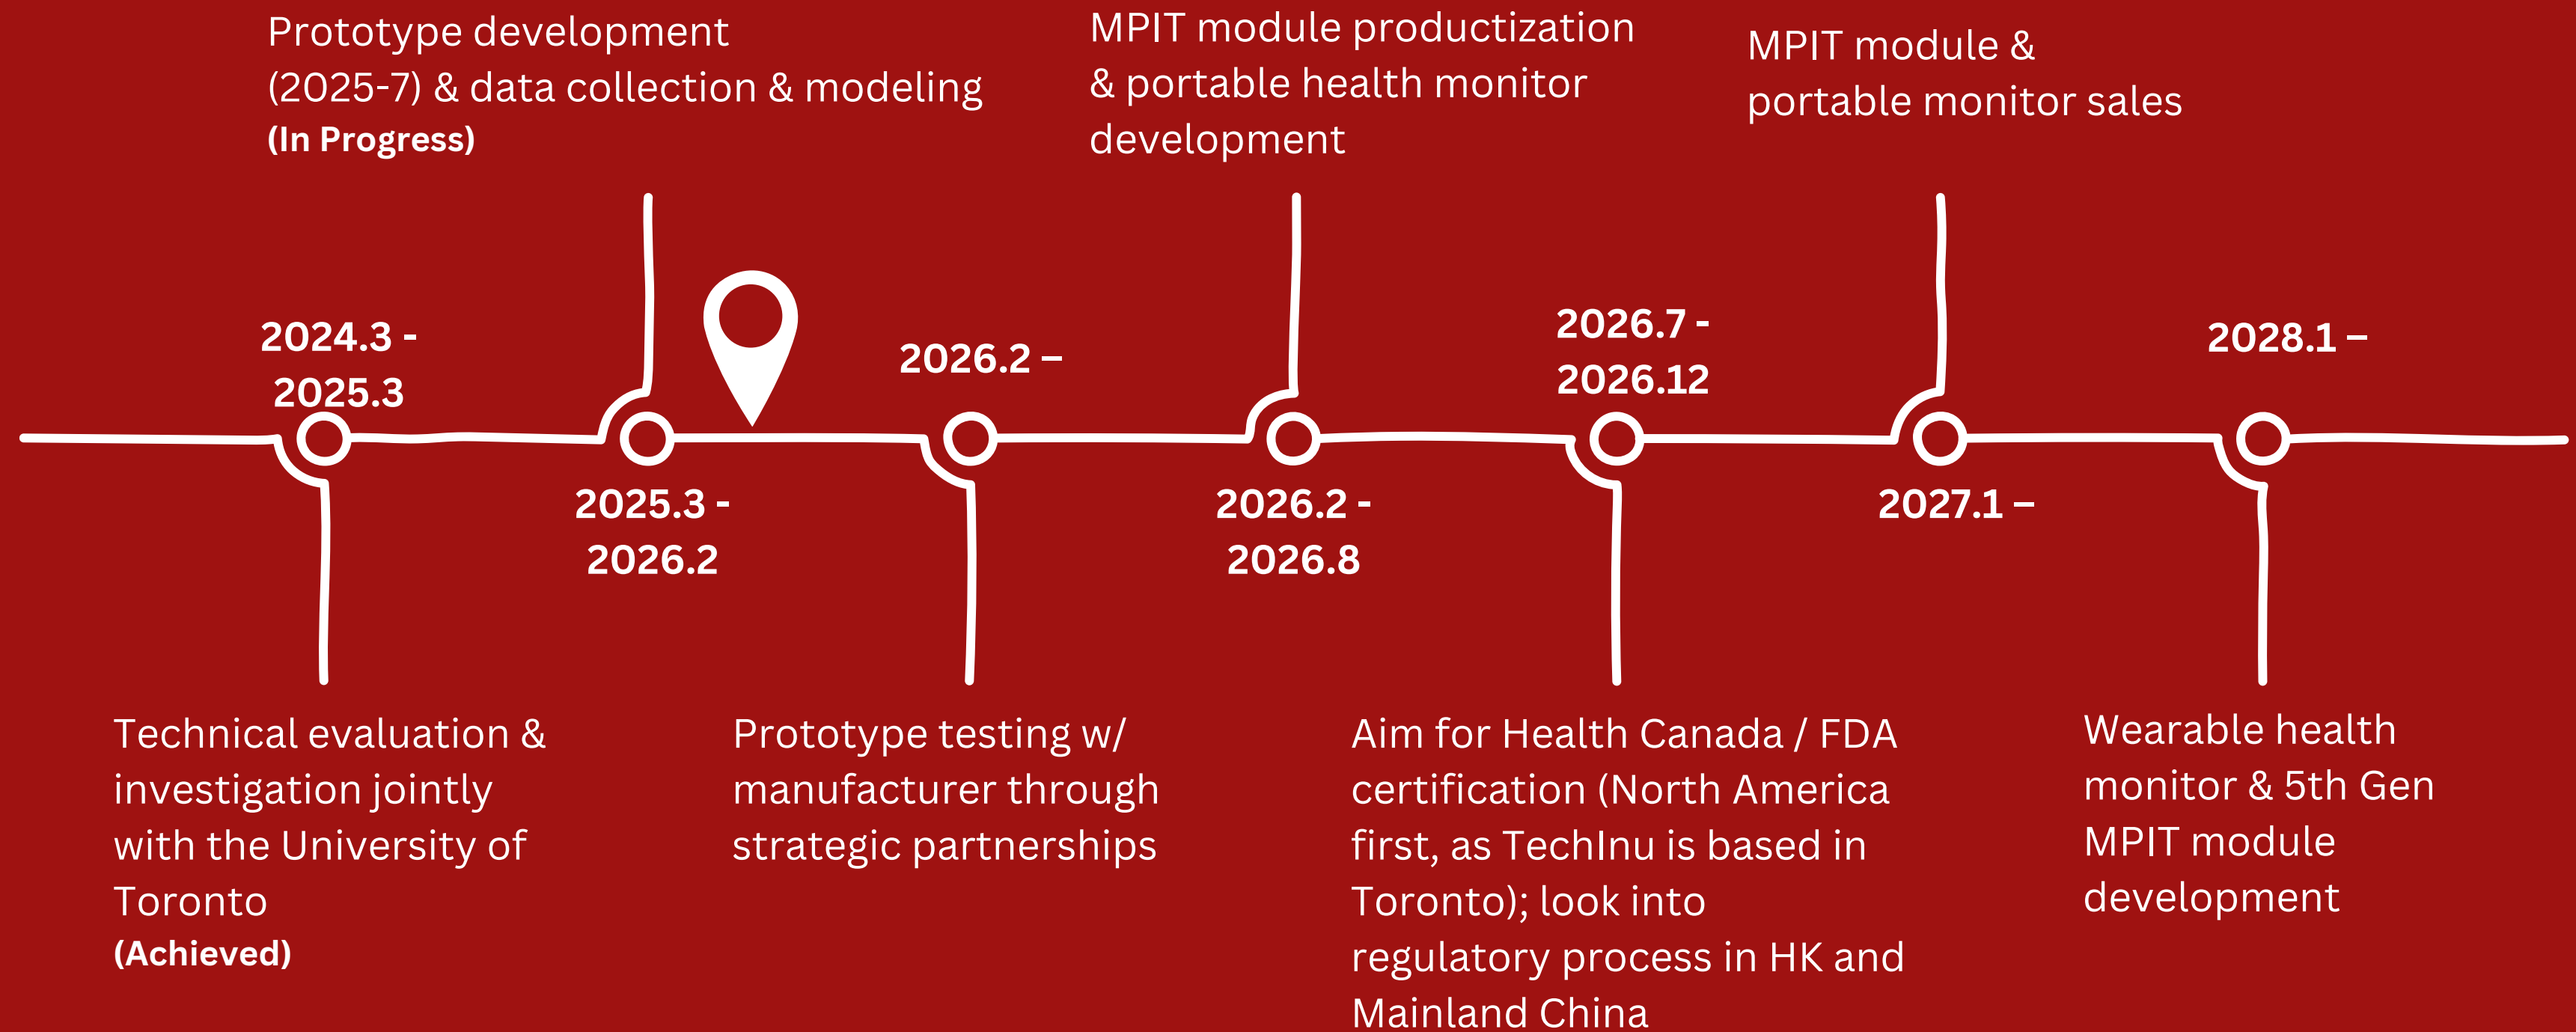 Prototype development
(2025-7) & data collection & modeling
(In Progress)
MPIT module productization
& portable health monitor
development
MPIT module &
portable monitor sales
2024.3 -
2025.3
2025.3 -
2026.2
2026.2 –
2026.2 -
2026.8
2026.7 -
2026.12
2027.1 –
2028.1 –
Technical evaluation &
investigation jointly
with the University of
Toronto
(Achieved)
Prototype testing w/
manufacturer through
strategic partnerships
Aim for Health Canada / FDA
certification (North America
first, as TechInu is based in
Toronto); look into
regulatory process in HK and
Mainland China
Wearable health
monitor & 5th Gen
MPIT module
development